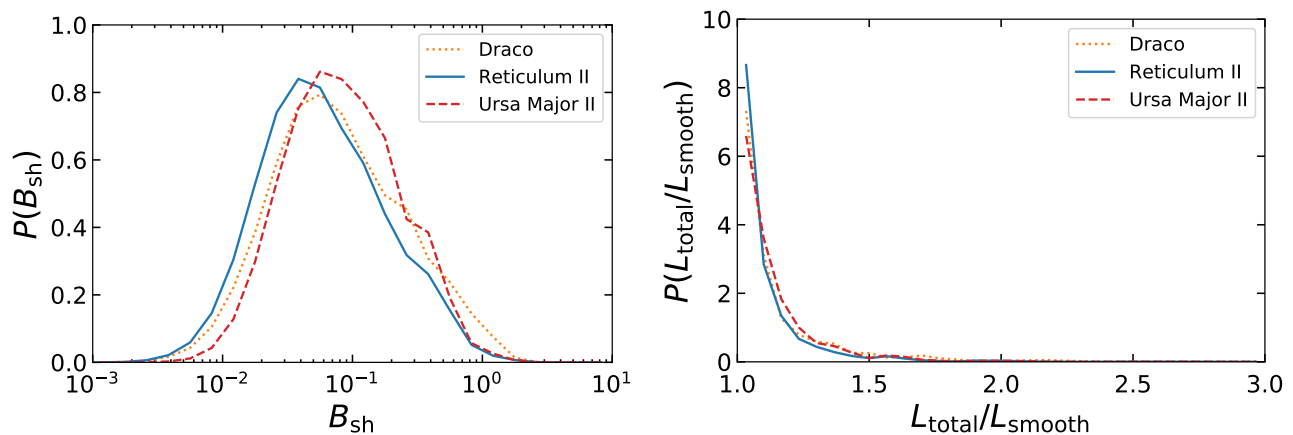 1.0
0.8
0.6
0.4
0.2
0.0
P(B_sh)
10^-3
10^-2
10^-1
10^0
10^1
B_sh
Draco
Reticulum II
Ursa Major II
10
8
6
4
2
0
P(L_total/L_smooth)
1.0
1.5
2.0
2.5
3.0
L_total/L_smooth
Draco
Reticulum II
Ursa Major II